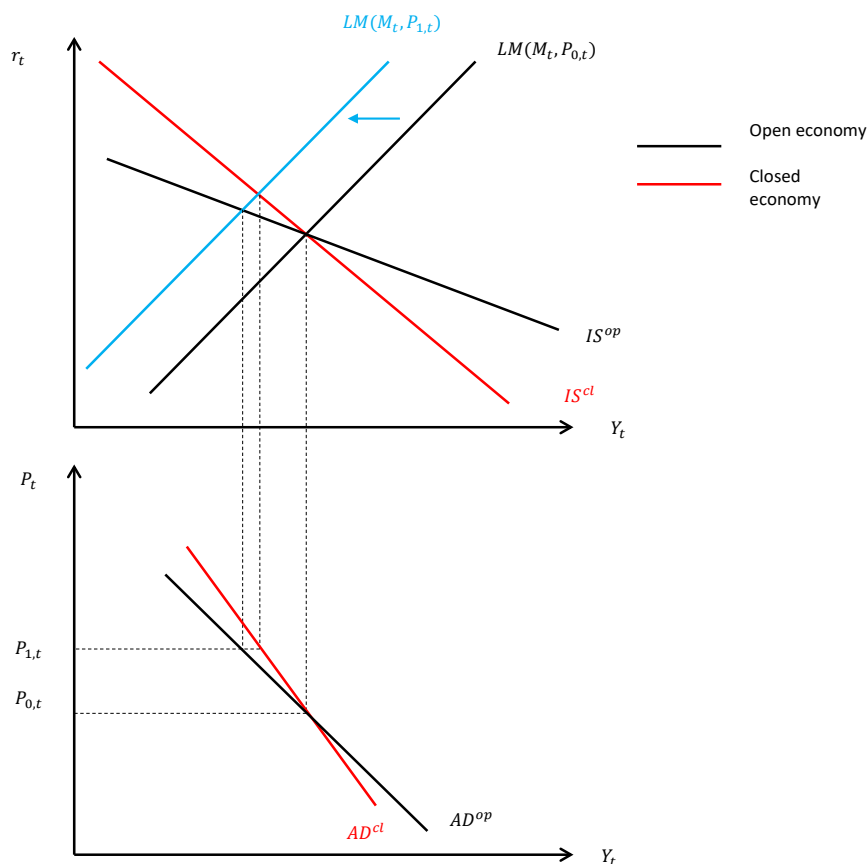 LM(M_t, P_{1,t})
LM(M_t, P_{0,t})
r_t
Open economy
Closed
economy
IS^{op}
IS^{cl}
Y_t
P_t
P_{1,t}
P_{0,t}
AD^{op}
AD^{cl}
Y_t